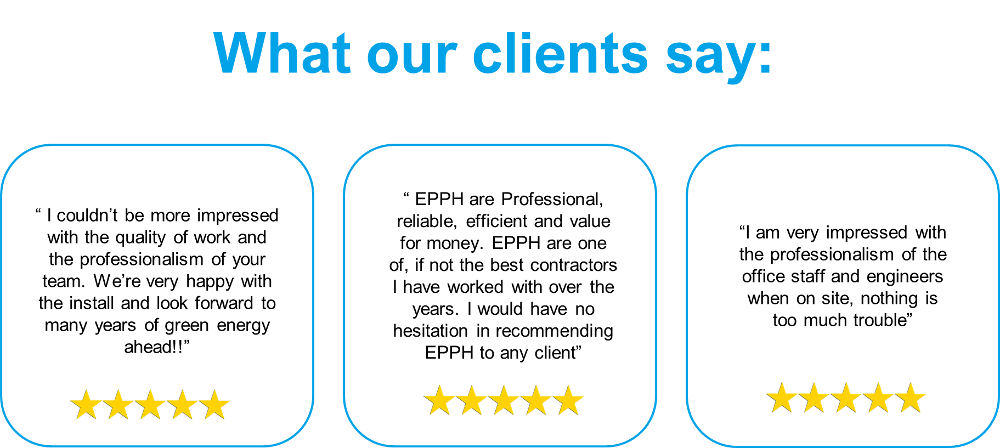 What our clients say:
“ I couldn’t be more impressed
with the quality of work and
the professionalism of your
team. We’re very happy with
the install and look forward to
many years of green energy
ahead!!”
“ EPPH are Professional,
reliable, efficient and value
for money. EPPH are one
of, if not the best contractors
I have worked with over the
years. I would have no
hesitation in recommending
EPPH to any client”
“I am very impressed with
the professionalism of the
office staff and engineers
when on site, nothing is
too much trouble”